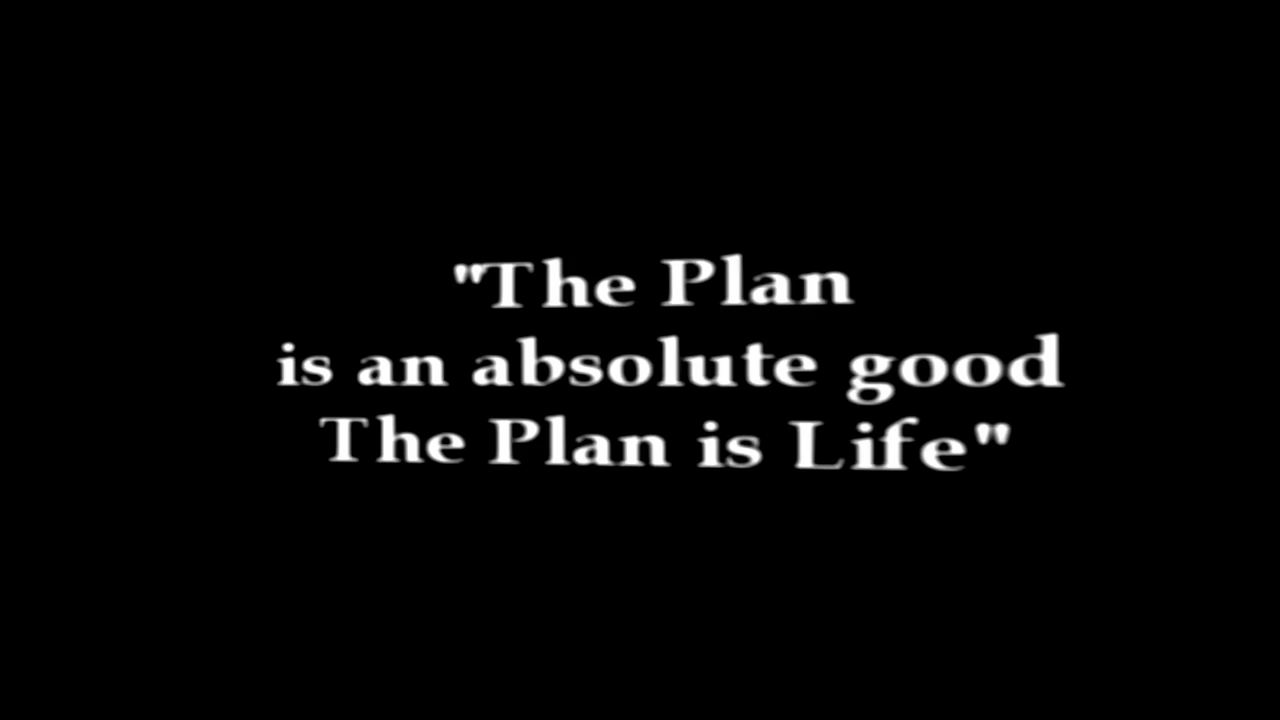 "The Plan
is an absolute good
The Plan is Life"